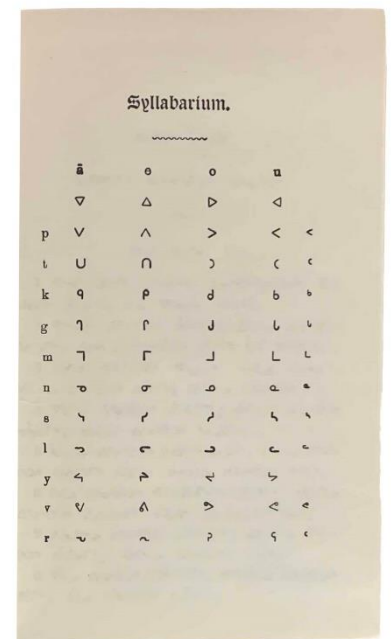 Syllabarium.
ā e o u
▽ △ ▷ ◁
p ᐯ ᐱ ᐳ ᐸ ᑉ
t ᑌ ᑎ ᑐ ᑕ ᑦ
k ᑫ ᑭ ᑯ ᑲ ᒃ
g ᒉ ᒋ ᒍ ᒐ ᒡ
m ᒣ ᒥ ᒧ ᒪ ᒻ
n ᓀ ᓂ ᓄ ᓇ ᓐ
s ᓭ ᓯ ᓱ ᓴ ᔅ
l ᓓ ᓕ ᓗ ᓚ ᓪ
y ᔦ ᔨ ᔪ ᔭ
v ᕓ ᕕ ᕗ ᕙ ᕝ
r ᕃ ᕆ ᕈ ᕋ ᕐ